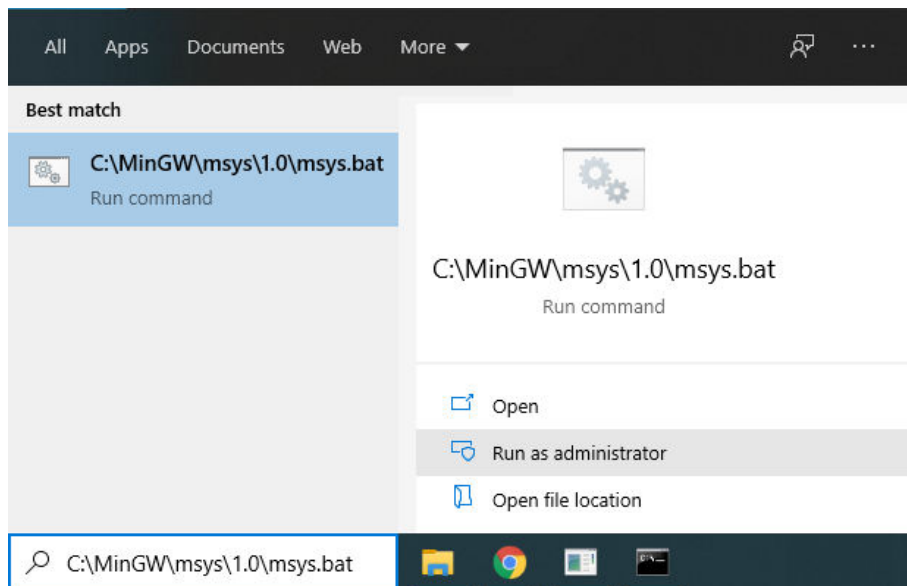 All Apps Documents Web More
Best match
C:\MinGW\msys\1.0\msys.bat
Run command
C:\MinGW\msys\1.0\msys.bat
Run command
Open
Run as administrator
Open file location
C:\MinGW\msys\1.0\msys.bat